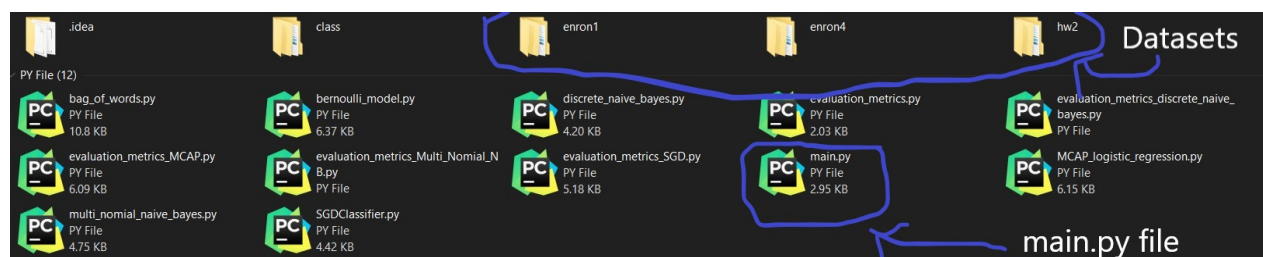 .idea
class
enron1
enron4
hw2
Datasets
PY File (12)
bag_of_words.py
PY File
10.8 KB
bernoulli_model.py
PY File
6.37 KB
discrete_naive_bayes.py
PY File
4.20 KB
evaluation_metrics.py
PY File
2.03 KB
evaluation_metrics_discrete_naive_
bayes.py
PY File
evaluation_metrics_MCAP.py
PY File
6.09 KB
evaluation_metrics_Multi_Nomial_N
B.py
PY File
evaluation_metrics_SGD.py
PY File
5.18 KB
main.py
PY File
2.95 KB
MCAP_logistic_regression.py
PY File
6.15 KB
multi_nomial_naive_bayes.py
PY File
4.75 KB
SGDClassifier.py
PY File
4.42 KB
main.py file